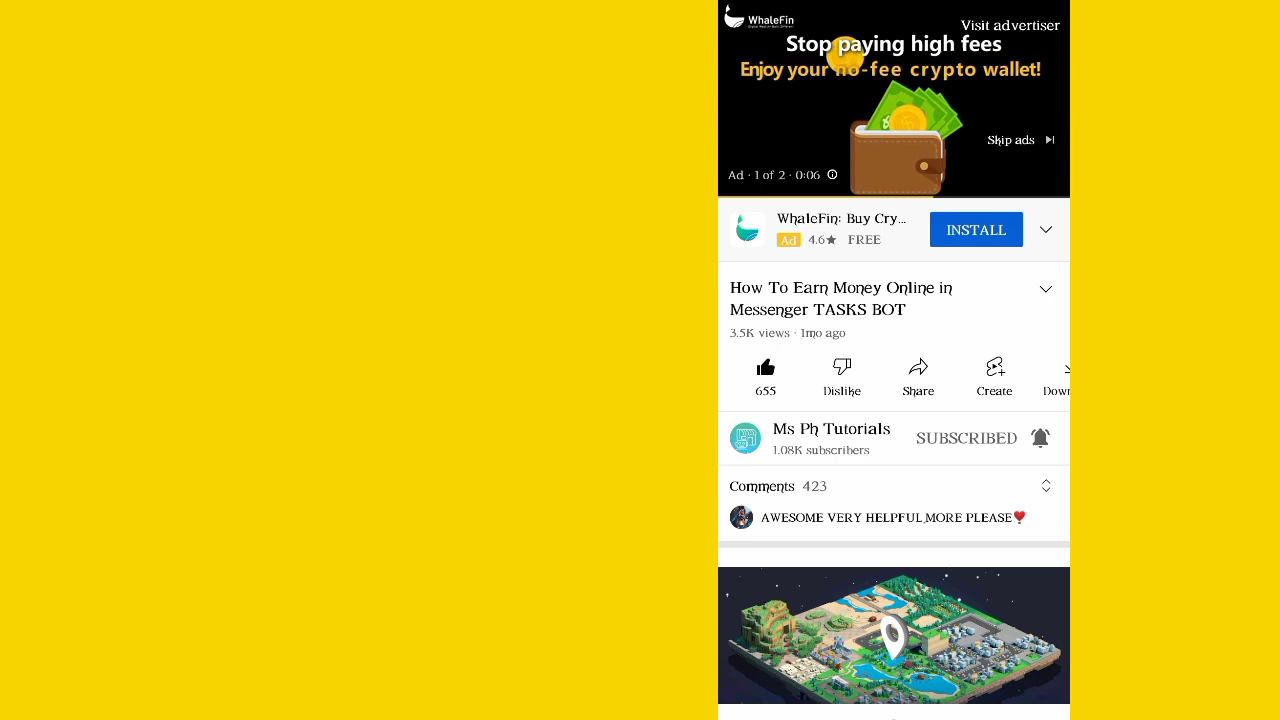 WhaleFin
Visit advertiser
Stop paying high fees
Enjoy your no-fee crypto wallet!
Skip ads
Ad · 1 of 2 · 0:06
WhaleFin: Buy Cry...
Ad 4.6★ FREE
INSTALL
How To Earn Money Online in
Messenger TASKS BOT
3.5K views · 1mo ago
655
Dislike
Share
Create
Down
Ms Ph Tutorials
1.08K subscribers
SUBSCRIBED
Comments 423
AWESOME VERY HELPFUL,MORE PLEASE❣️